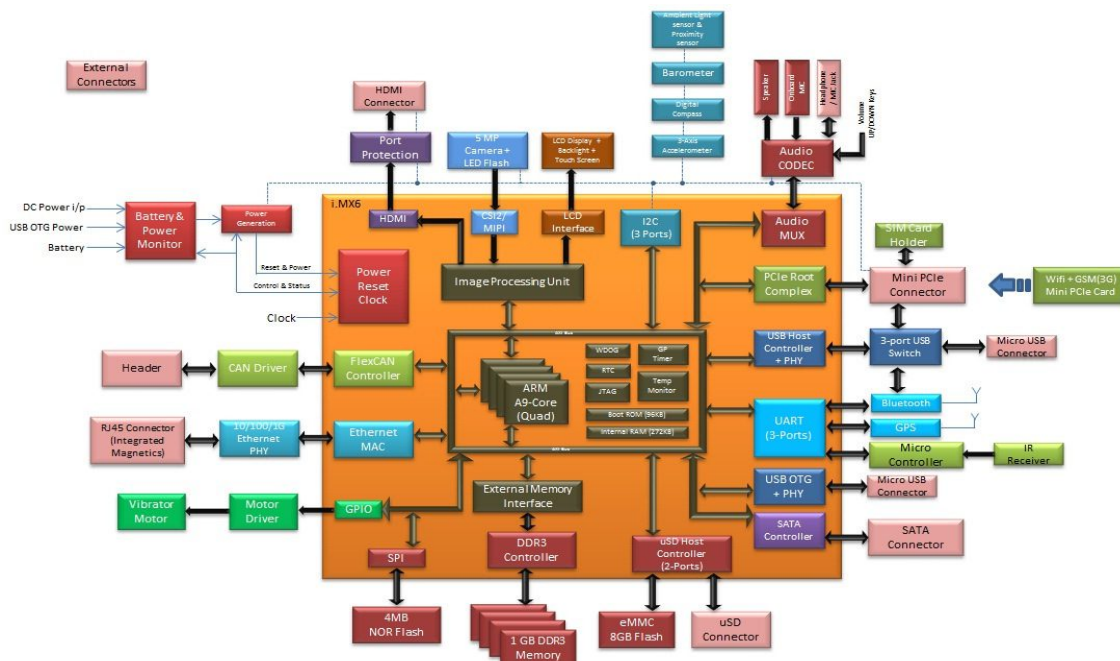 Ambient Light
sensor &
Proximity
sensor
External
Connectors
Barometer
Speaker
Onboard
MIC
Headphone
/ MIC Jack
HDMI
Connector
Digital
Compass
Volume
UP/DOWN Keys
Port
Protection
5 MP
Camera +
LED Flash
LCD Display +
Backlight +
Touch Screen
3-Axis
Accelerometer
Audio
CODEC
i.MX6
DC Power i/p
USB OTG Power
Battery
Battery &
Power
Monitor
Power
Generation
HDMI
CSI2/
MIPI
LCD
Interface
I2C
(3 Ports)
Audio
MUX
SIM Card
Holder
Reset & Power
Control & Status
Clock
Power
Reset
Clock
Image Processing
Unit
PCIe Root
Complex
Mini PCIe
Connector
Wifi + GSM(3G)
Mini PCIe Card
AXI Bus
USB Host
Controller
+ PHY
3-port USB
Switch
Micro USB
Connector
Header
CAN Driver
FlexCAN
Controller
ARM
A9-Core
(Quad)
WDOG
GP
Timer
RTC
JTAG
Temp
Monitor
Boot ROM (96KB)
Internal RAM (272KB)
AXI Bus
UART
(3-Ports)
Bluetooth
GPS
RJ45 Connector
(Integrated
Magnetics)
10/100/1G
Ethernet
PHY
Ethernet
MAC
Micro
Controller
IR
Receiver
External Memory
Interface
USB OTG
+ PHY
Micro USB
Connector
Vibrator
Motor
Motor
Driver
GPIO
SATA
Controller
SATA
Connector
SPI
DDR3
Controller
uSD Host
Controller
(2-Ports)
4MB
NOR Flash
1 GB DDR3
Memory
eMMC
8GB Flash
uSD
Connector